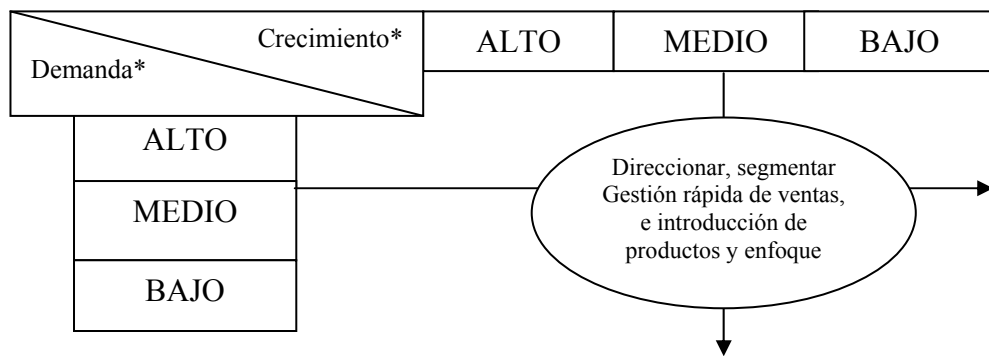 Crecimiento*
Demanda*
ALTO
MEDIO
BAJO
ALTO
MEDIO
BAJO
Direccionar, segmentar
Gestión rápida de ventas,
e introducción de
productos y enfoque